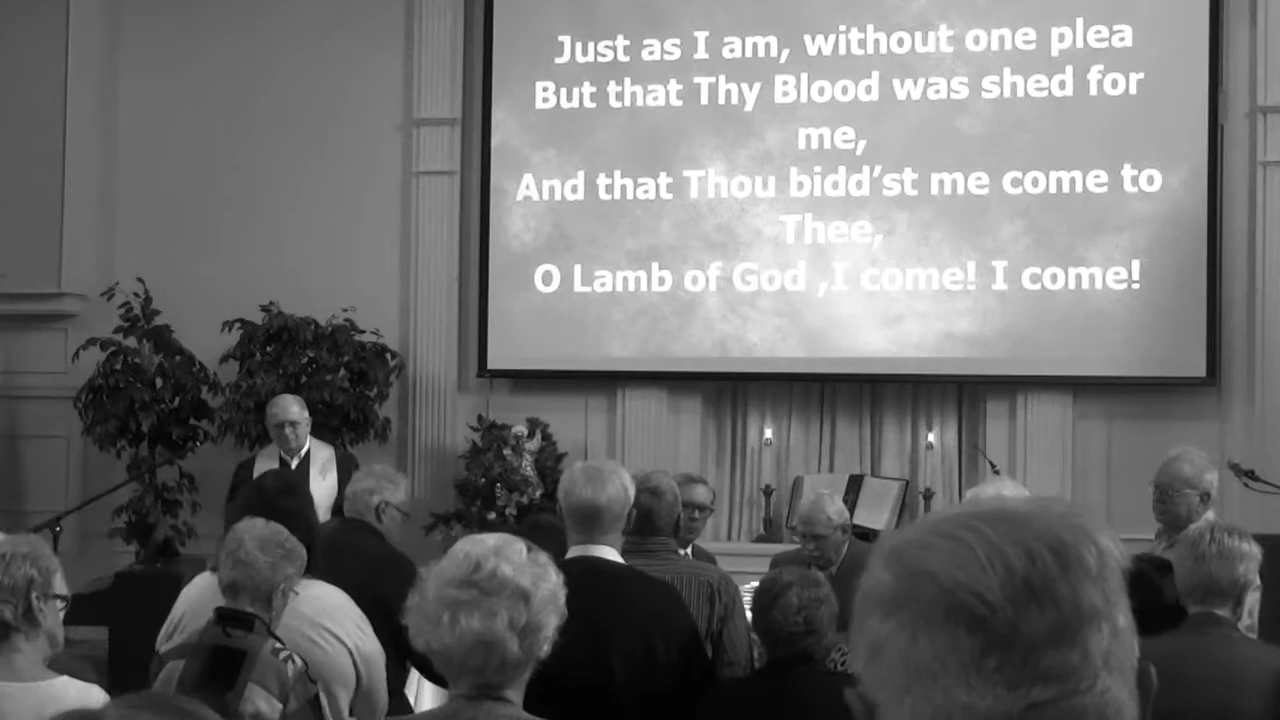 Just as I am, without one plea
But that Thy Blood was shed for
me,
And that Thou bidd'st me come to
Thee,
O Lamb of God ,I come! I come!